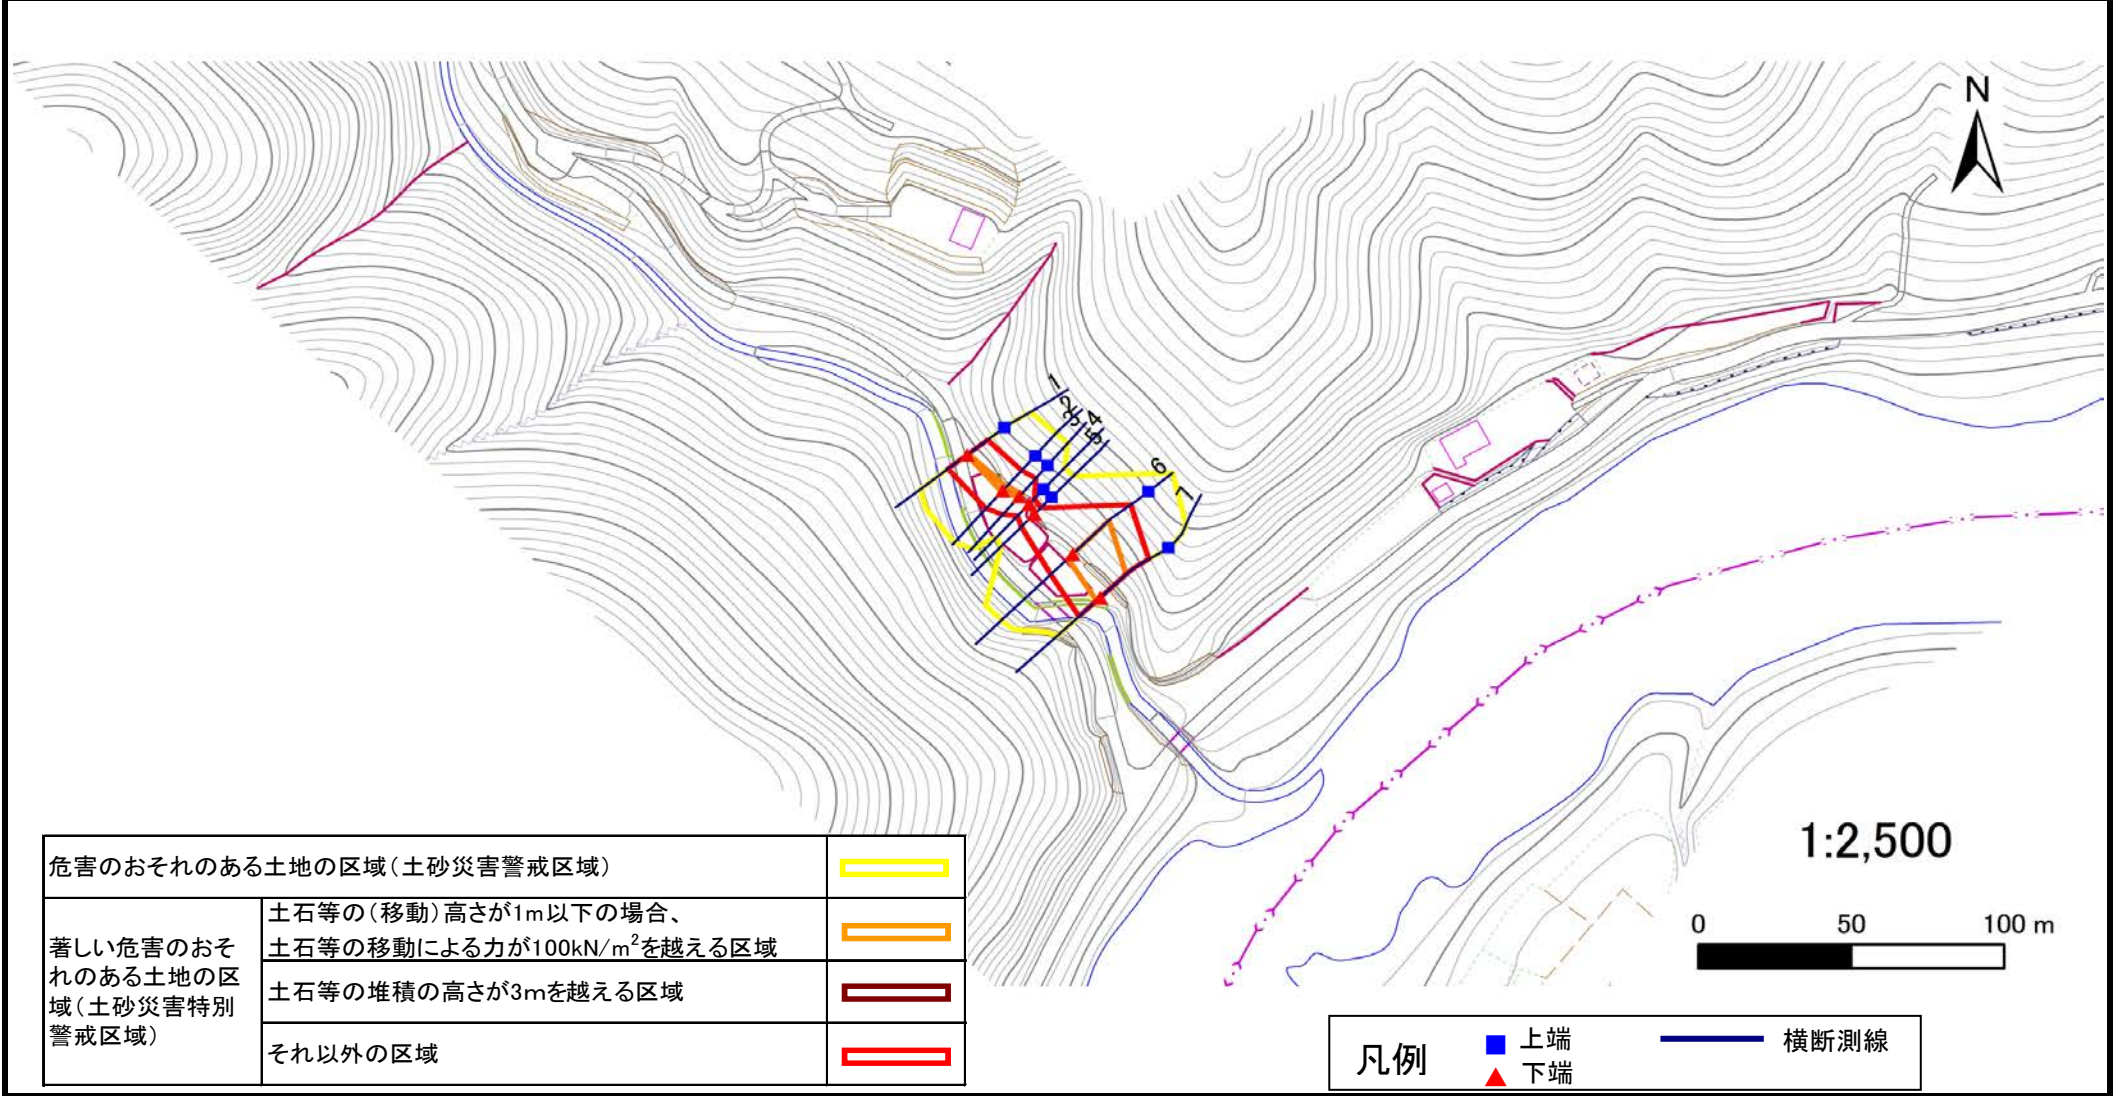 N
1
2
3
5
4
6
7
1:2,500
0 50 100 m
危害のおそれのある土地の区域(土砂災害警戒区域)
著しい危害のおそ
れのある土地の区
域(土砂災害特別
警戒区域)
土石等の(移動)高さが1m以下の場合、
土石等の移動による力が100kN/m²を越える区域
土石等の堆積の高さが3mを越える区域
それ以外の区域
凡例
上端
下端
横断測線